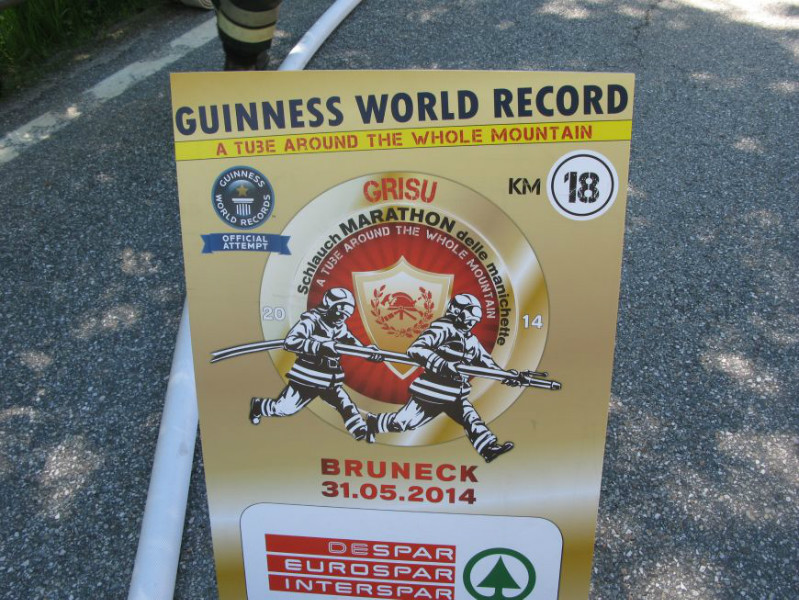 GUINNESS WORLD RECORD
A TUBE AROUND THE WHOLE MOUNTAIN
GUINNESS
WORLD RECORDS
OFFICIAL
ATTEMPT
KM 18
GRISU
Schlauch MARATHON delle manichette
A TUBE AROUND THE WHOLE MOUNTAIN
20 14
BRUNECK
31.05.2014
DESPAR
EUROSPAR
INTERSPAR